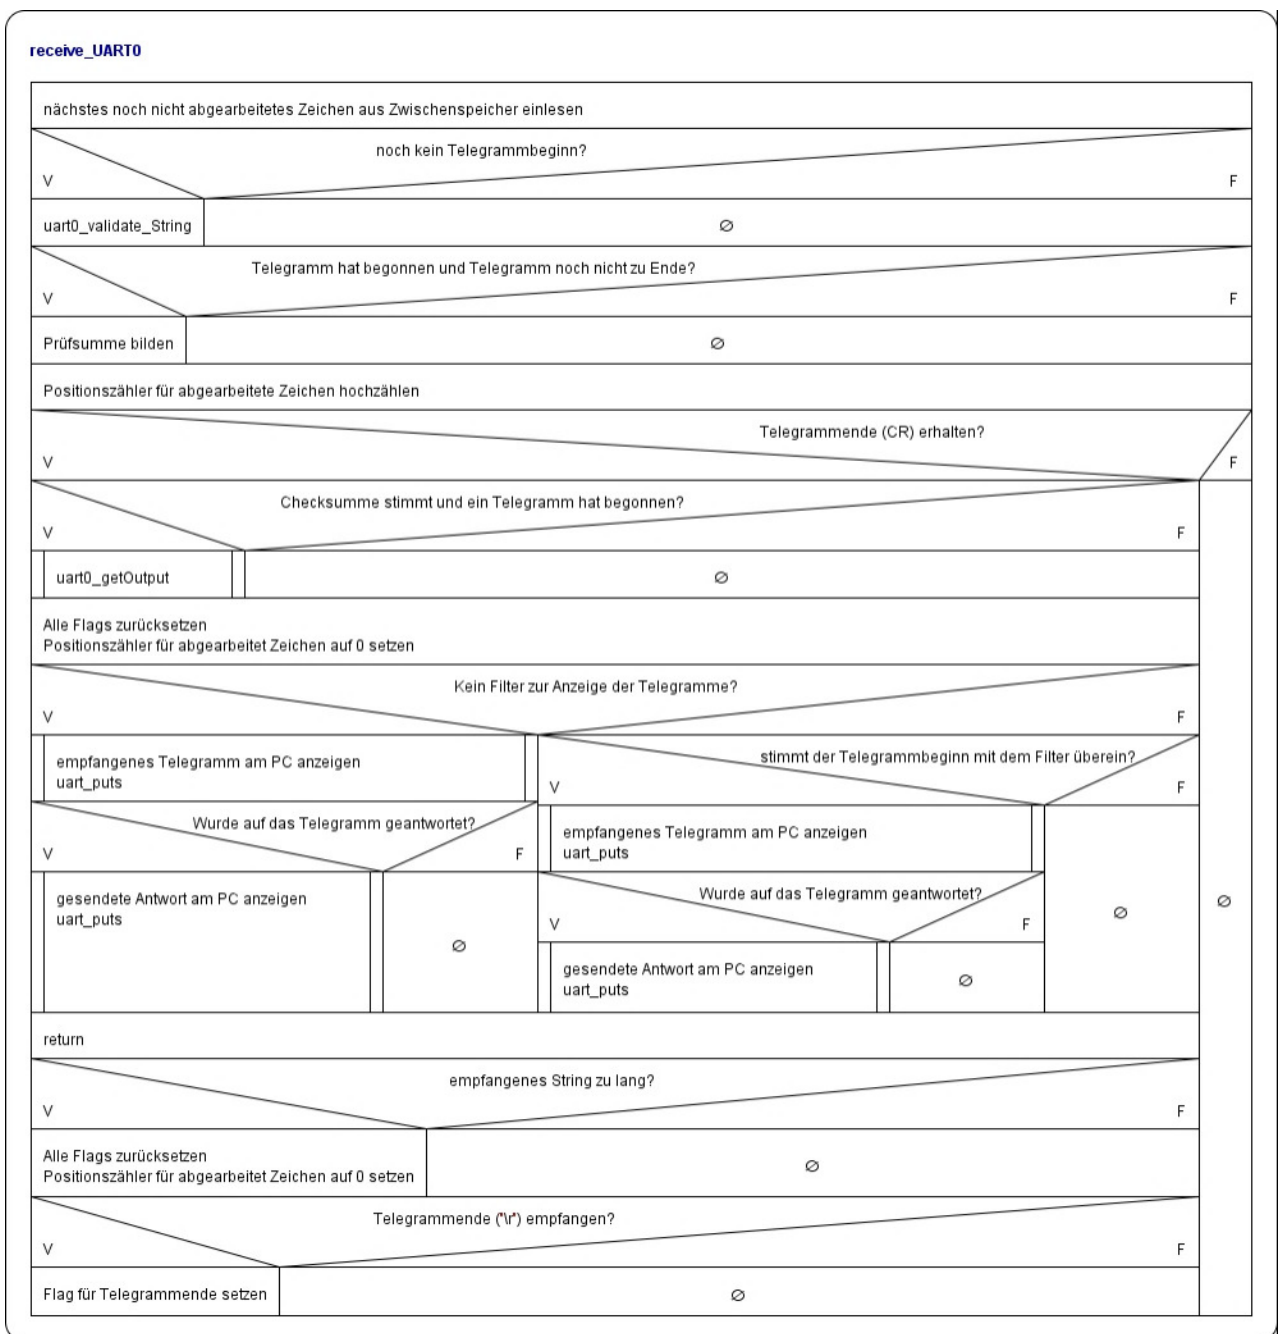 receive_UART0
nächstes noch nicht abgearbeitetes Zeichen aus Zwischenspeicher einlesen
noch kein Telegrammbeginn?
V
F
uart0_validate_String
∅
Telegramm hat begonnen und Telegramm noch nicht zu Ende?
V
F
Prüfsumme bilden
∅
Positionszähler für abgearbeitete Zeichen hochzählen
Telegrammende (CR) erhalten?
V
F
Checksumme stimmt und ein Telegramm hat begonnen?
V
F
uart0_getOutput
∅
Alle Flags zurücksetzen
Positionszähler für abgearbeitet Zeichen auf 0 setzen
Kein Filter zur Anzeige der Telegramme?
V
F
empfangenes Telegramm am PC anzeigen
uart_puts
stimmt der Telegrammbeginn mit dem Filter überein?
V
F
Wurde auf das Telegramm geantwortet?
V
F
empfangenes Telegramm am PC anzeigen
uart_puts
gesendete Antwort am PC anzeigen
uart_puts
∅
Wurde auf das Telegramm geantwortet?
V
F
∅
∅
gesendete Antwort am PC anzeigen
uart_puts
∅
return
empfangenes String zu lang?
V
F
Alle Flags zurücksetzen
Positionszähler für abgearbeitet Zeichen auf 0 setzen
∅
Telegrammende ("\r") empfangen?
V
F
Flag für Telegrammende setzen
∅